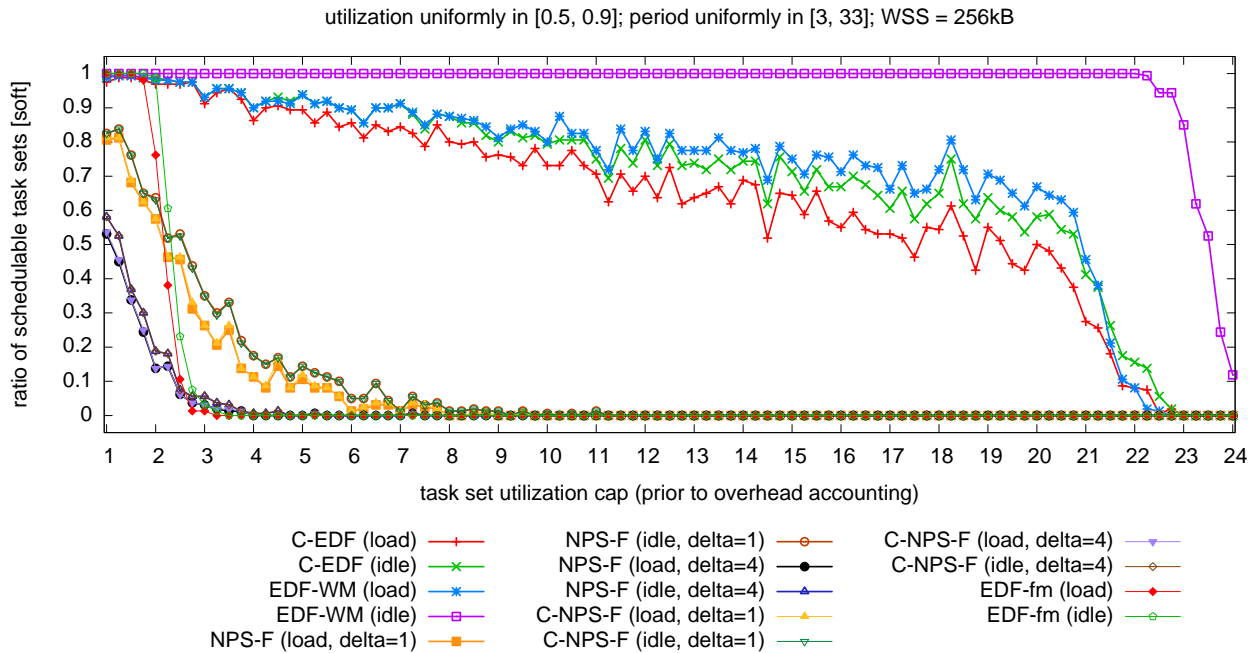 utilization uniformly in [0.5, 0.9]; period uniformly in [3, 33]; WSS = 256kB
ratio of schedulable task sets [soft]
1
0.9
0.8
0.7
0.6
0.5
0.4
0.3
0.2
0.1
0
1 2 3 4 5 6 7 8 9 10 11 12 13 14 15 16 17 18 19 20 21 22 23 24
task set utilization cap (prior to overhead accounting)
C-EDF (load)
C-EDF (idle)
EDF-WM (load)
EDF-WM (idle)
NPS-F (load, delta=1)
NPS-F (idle, delta=1)
NPS-F (load, delta=4)
NPS-F (idle, delta=4)
C-NPS-F (load, delta=1)
C-NPS-F (idle, delta=1)
C-NPS-F (load, delta=4)
C-NPS-F (idle, delta=4)
EDF-fm (load)
EDF-fm (idle)